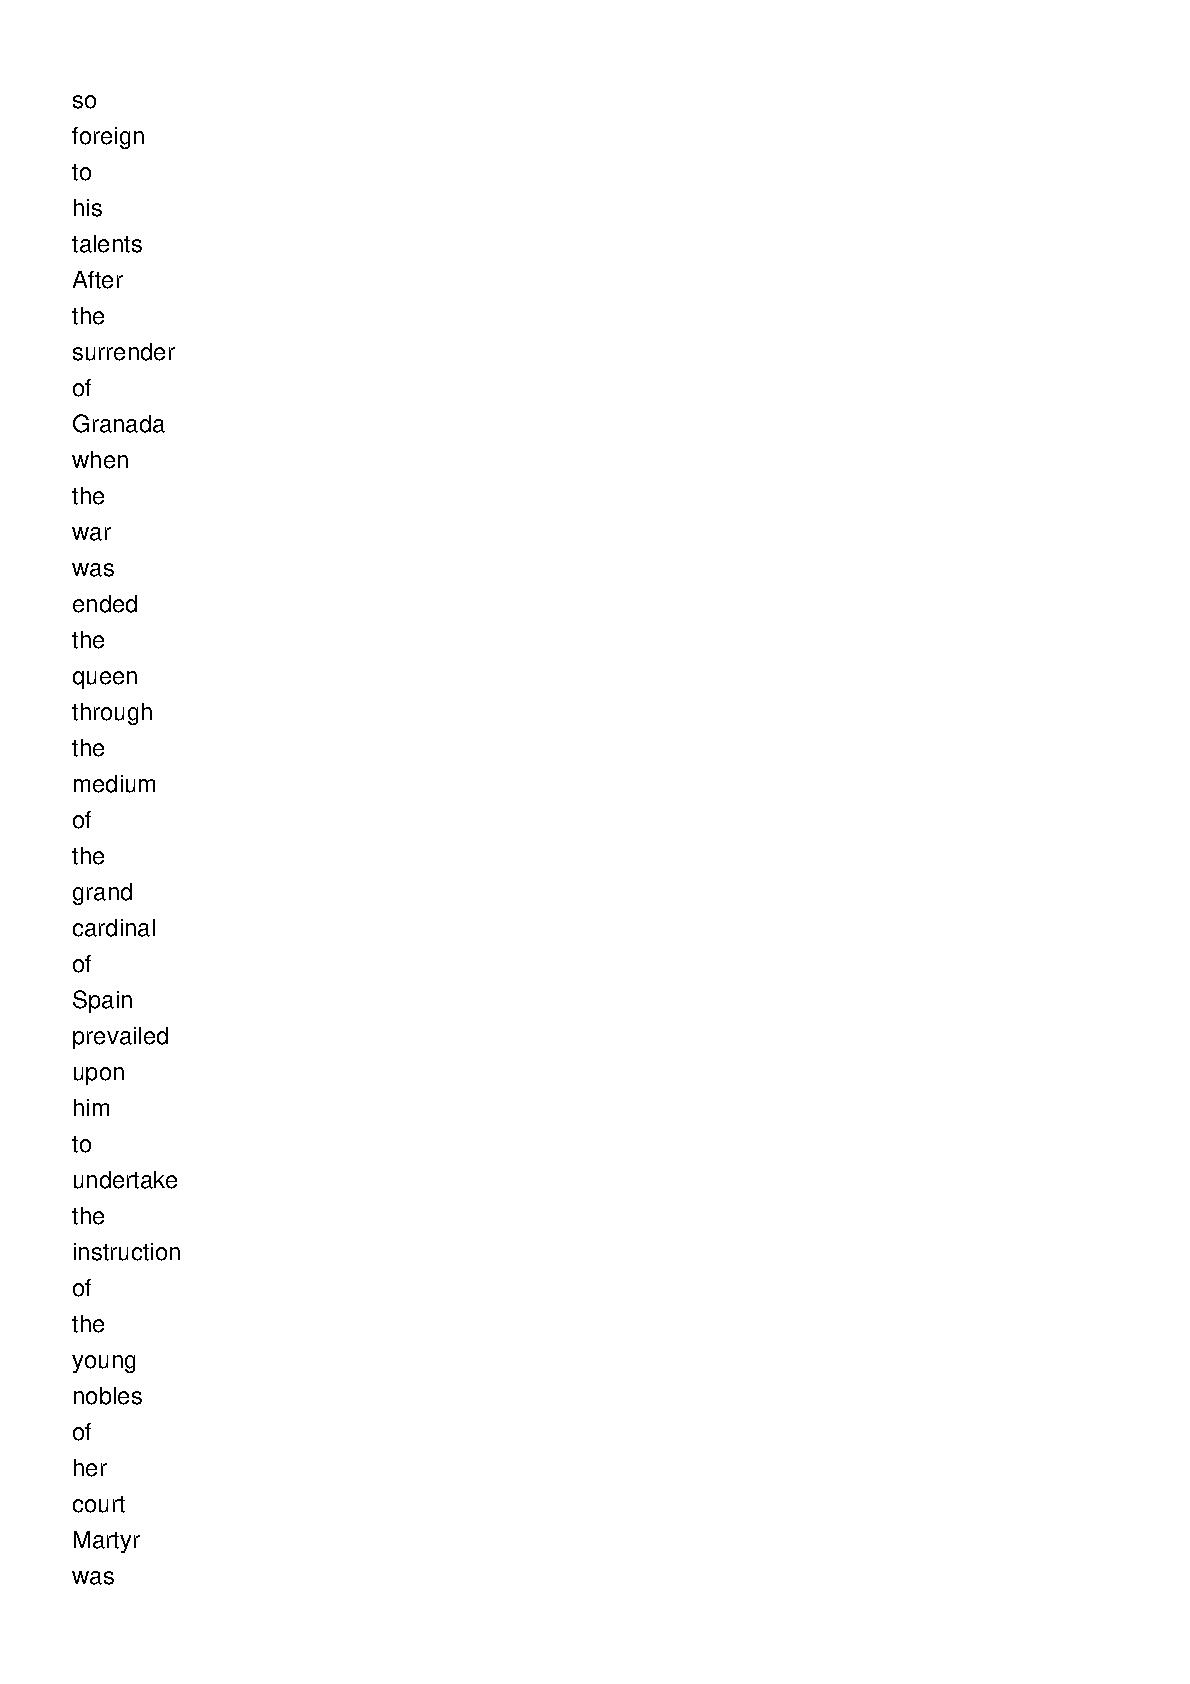 so
foreign
to
his
talents
After
the
surrender
of
Granada
when
the
war
was
ended
the
queen
through
the
medium
of
the
grand
cardinal
of
Spain
prevailed
upon
him
to
undertake
the
instruction
of
the
young
nobles
of
her
court
Martyr
was